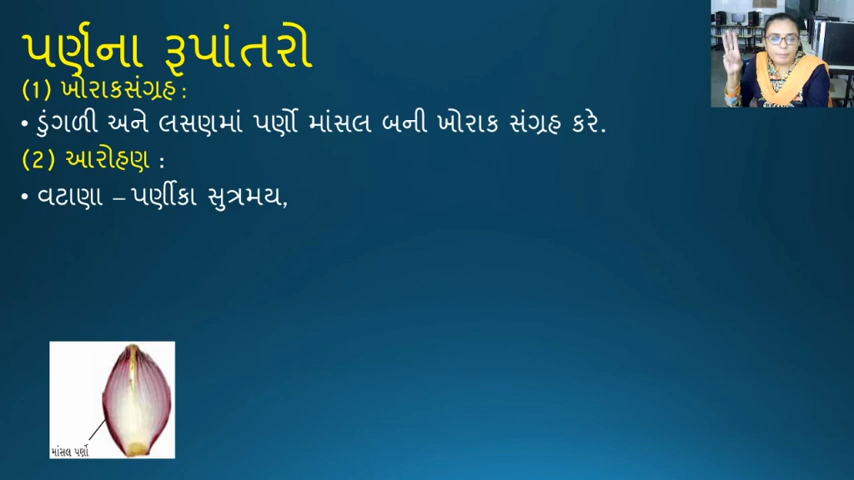 પર્ણના રૂપાંતરો
(1) ખોરાકસંગ્રહ :
• ડુંગળી અને લસણમાં પર્ણો માંસલ બની ખોરાક સંગ્રહ કરે.
(2) આરોહણ :
• વટાણા – પર્ણીકા સુત્રમય,
માંસલ પર્ણો